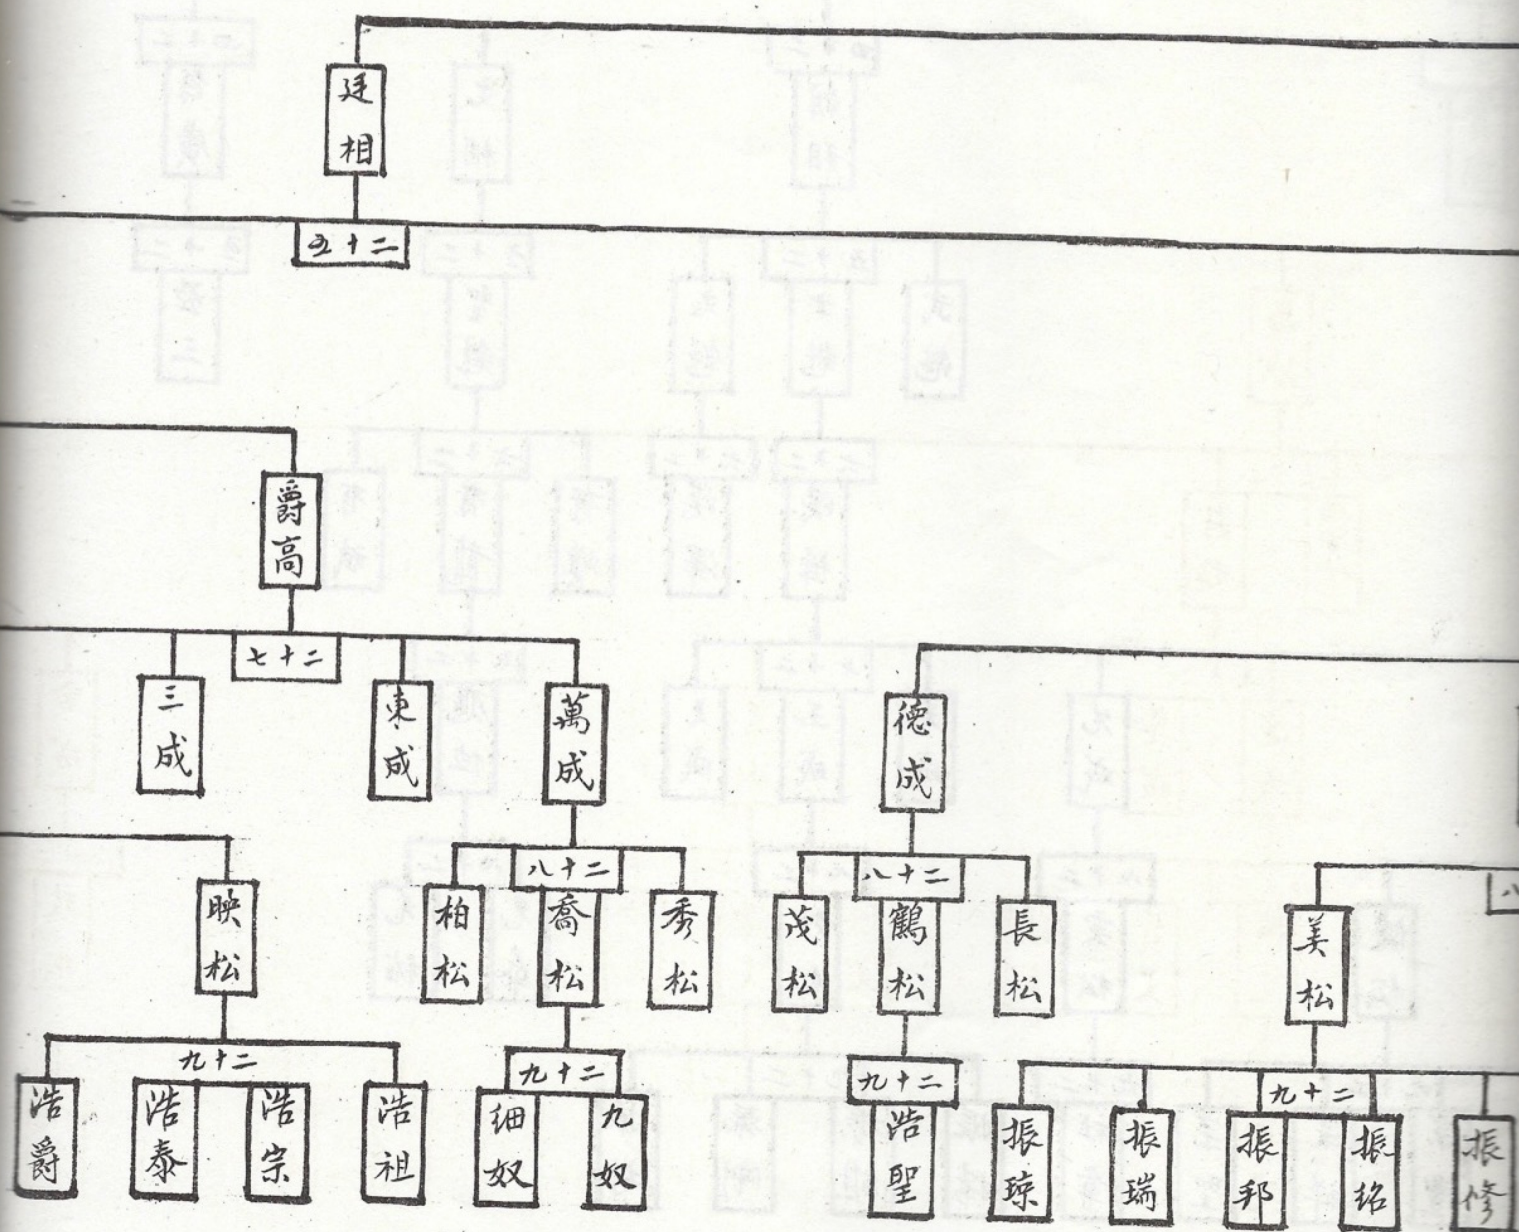 廷相
五十二
爵高
七十二
三成
東成
萬成
德成
八十二
八十二
映松
柏松
喬松
秀松
茂松
鶴松
長松
美松
九十二
九十二
九十二
九十二
浩爵
浩泰
浩宗
浩祖
細奴
九奴
浩聖
振琼
振瑞
振邦
振铭
振修